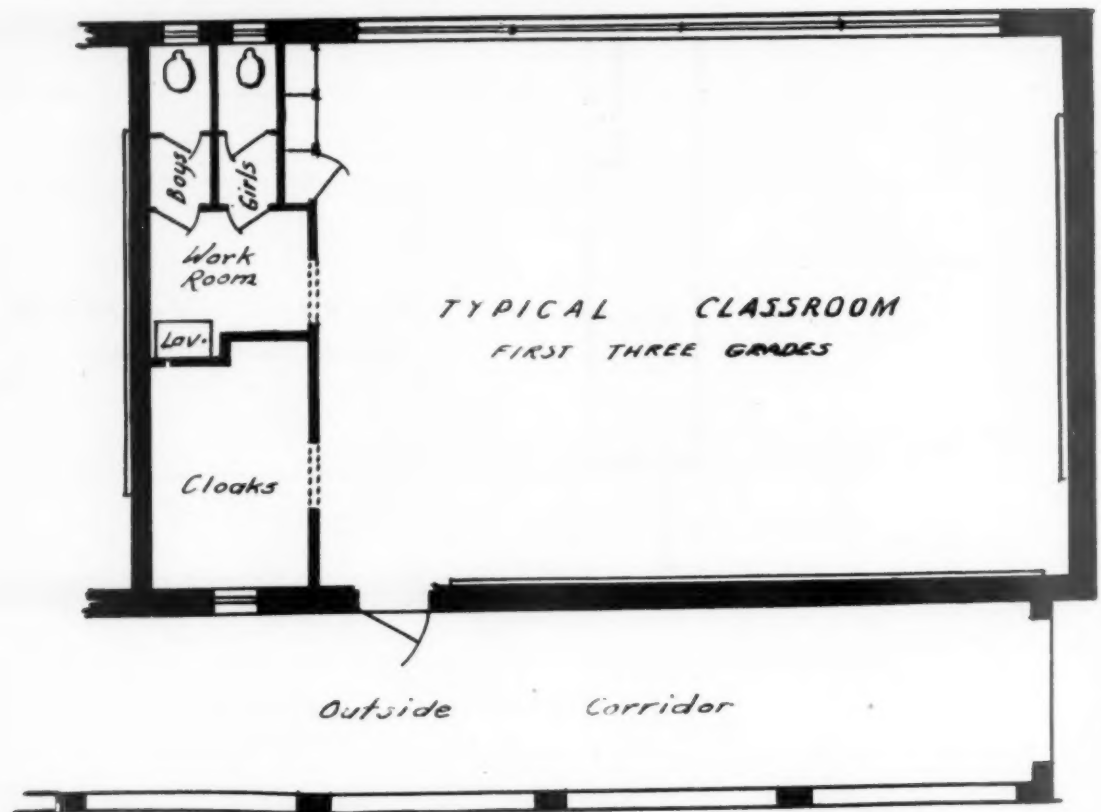 Boys
Girls
Work
Room
TYPICAL CLASSROOM
FIRST THREE GRADES
Lav.
Cloaks
Outside Corridor